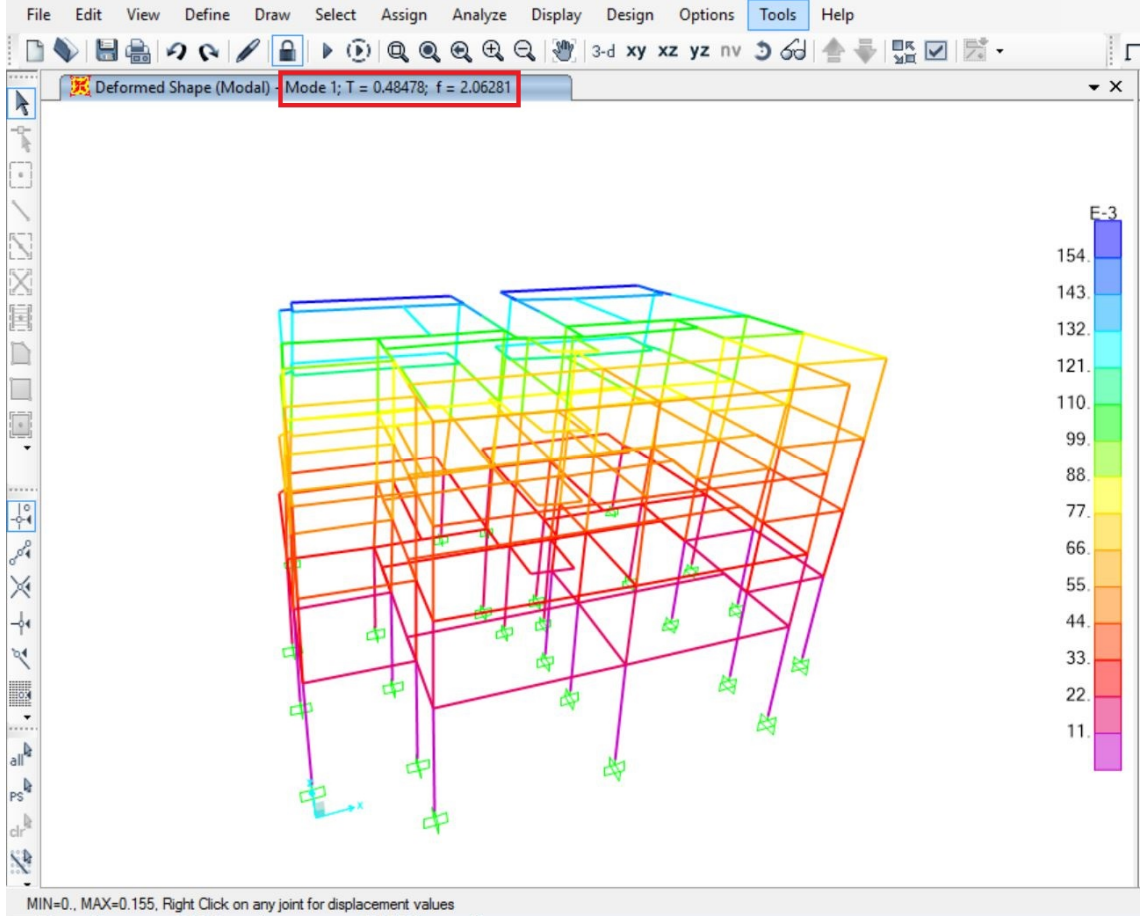 File Edit View Define Draw Select Assign Analyze Display Design Options Tools Help
3-d xy xz yz nv
Deformed Shape (Modal) - Mode 1; T = 0.48478; f = 2.06281
E-3
154.
143.
132.
121.
110.
99.
88.
77.
66.
55.
44.
33.
22.
11.
all
PS
clr
x
MIN=0., MAX=0.155, Right Click on any joint for displacement values